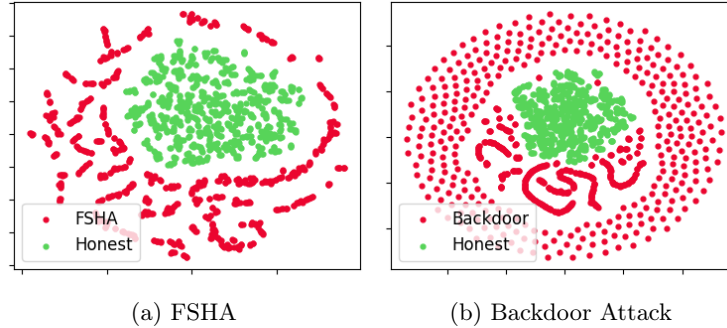 FSHA
Honest
Backdoor
Honest
(a) FSHA
(b) Backdoor Attack